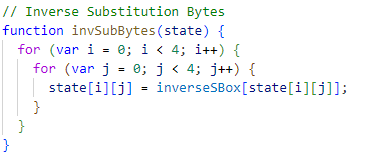 // Inverse Substitution Bytes
function invSubBytes(state) {
  for (var i = 0; i < 4; i++) {
    for (var j = 0; j < 4; j++) {
      state[i][j] = inverseSBox[state[i][j]];
    }
  }
}